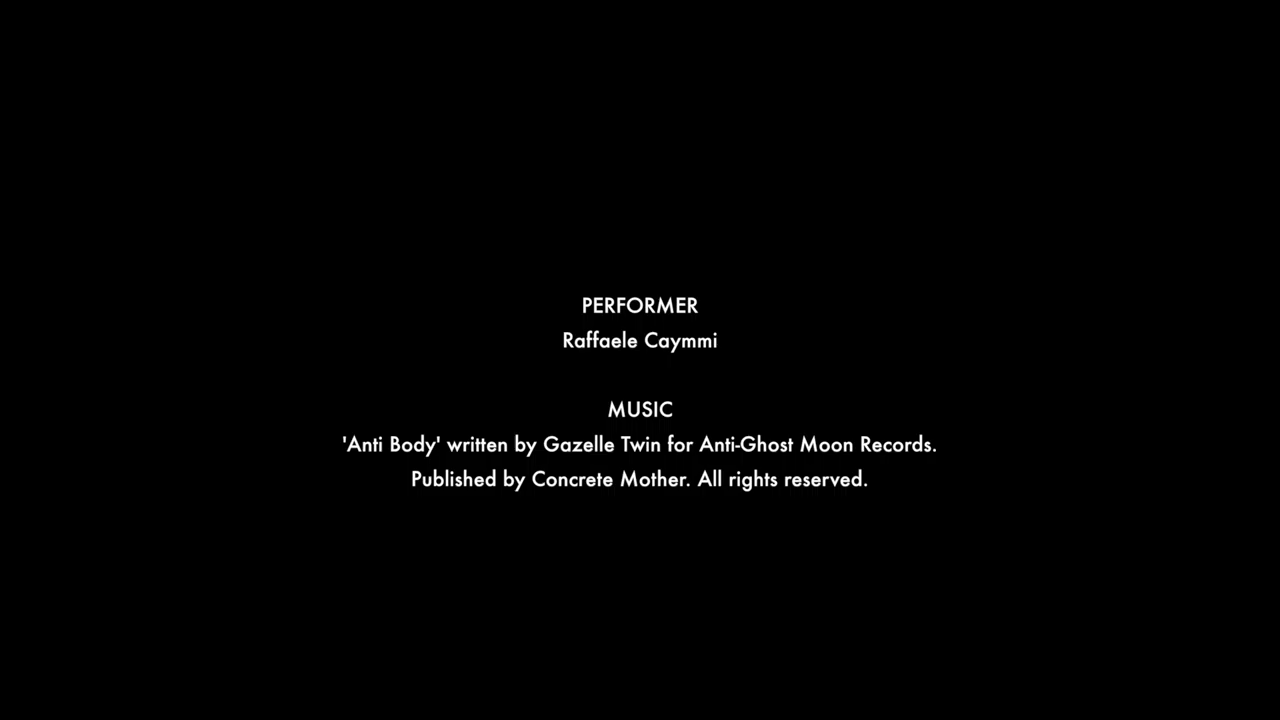 PERFORMER
Raffaele Caymmi
MUSIC
'Anti Body' written by Gazelle Twin for Anti-Ghost Moon Records.
Published by Concrete Mother. All rights reserved.